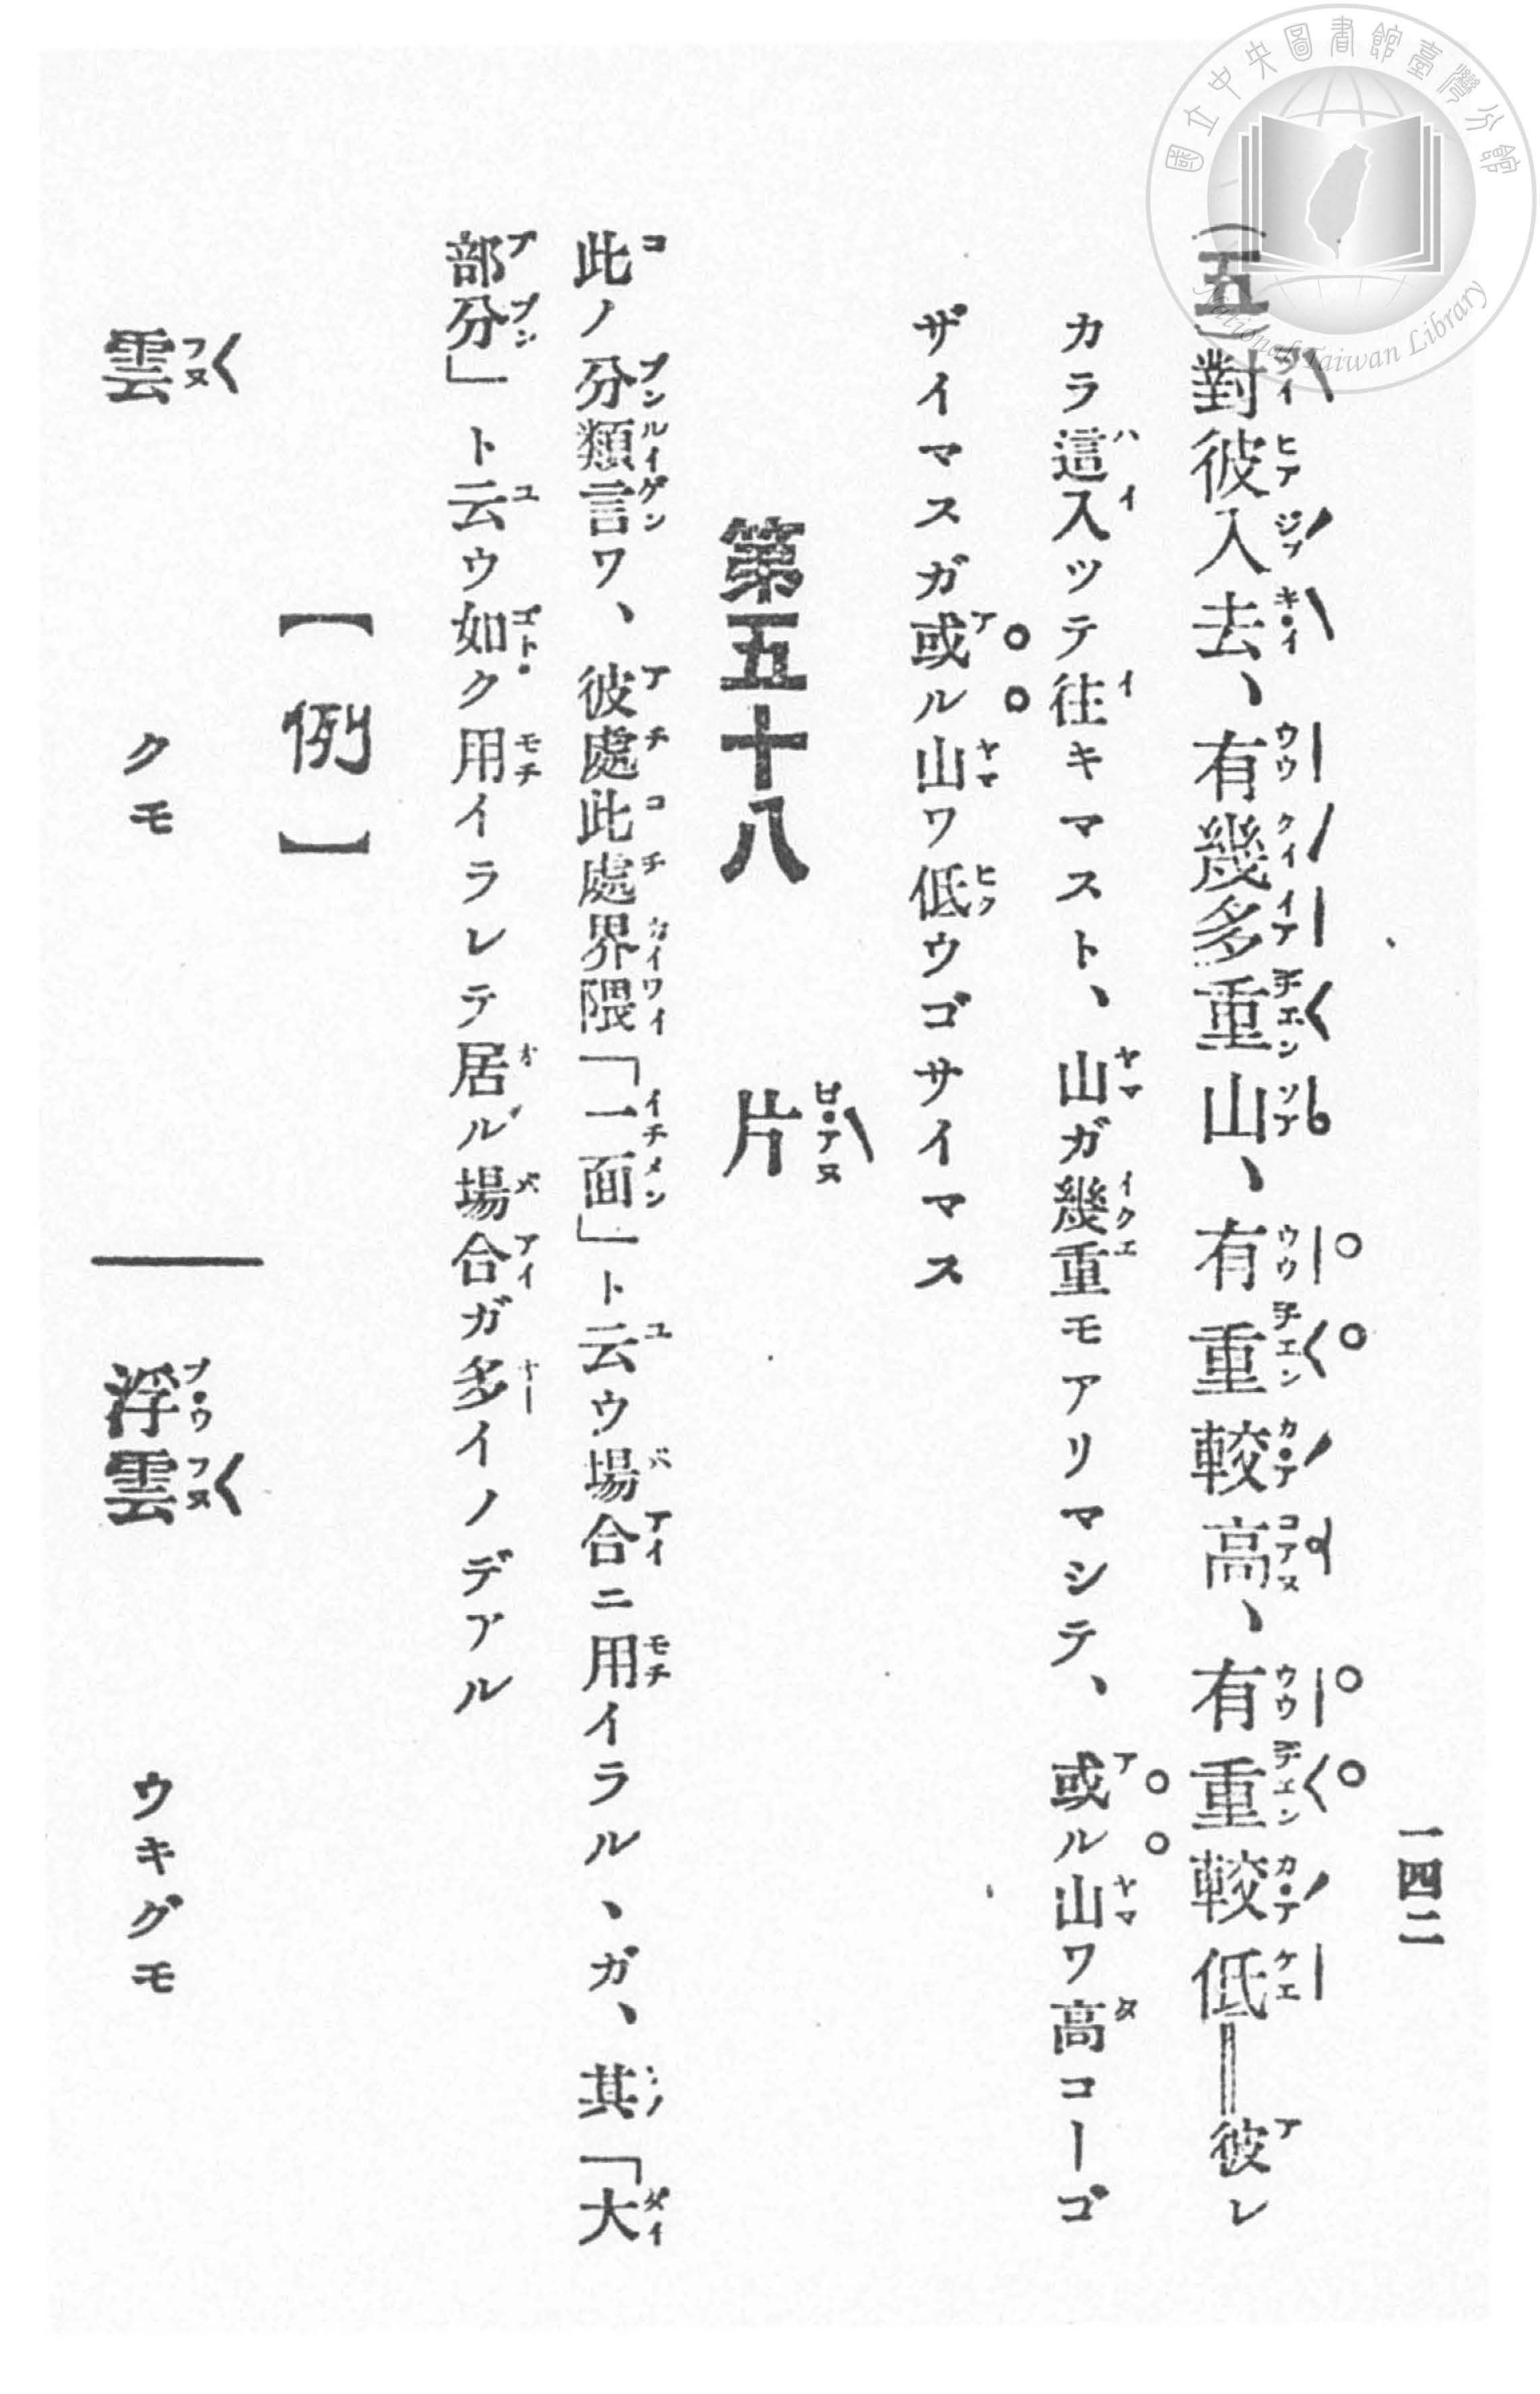 一四二
(五)對彼入去、有幾多重山、有重較高、有重較低＝彼レ
カラ這入ツテ往キマスト、山ガ幾重モアリマシテ、或ル山ワ高コーゴ
ザイマスガ或ル山ワ低ウゴサイマス
第五十八 片
此ノ分類言ワ、彼處此處界隈「一面」ト云ウ場合ニ用イラル、ガ、其「大
部分」ト云ウ如ク用イラレテ居ル場合ガ多イノデアル
【例】
雲 クモ ― 浮雲 ウキグモ
國立中央圖書館臺灣分館
National Taiwan Library